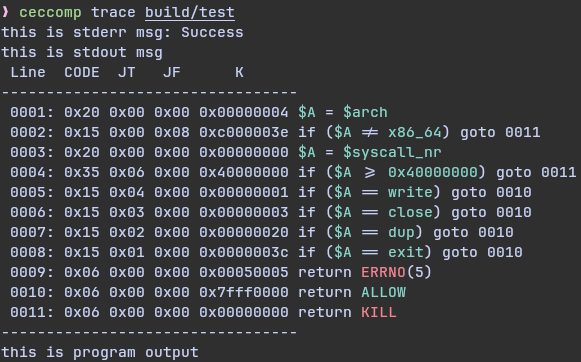 ❯ ceccomp trace build/test
this is stderr msg: Success
this is stdout msg
 Line  CODE  JT   JF      K
---------------------------------
 0001: 0x20 0x00 0x00 0x00000004 $A = $arch
 0002: 0x15 0x00 0x08 0xc000003e if ($A != x86_64) goto 0011
 0003: 0x20 0x00 0x00 0x00000000 $A = $syscall_nr
 0004: 0x35 0x06 0x00 0x40000000 if ($A >= 0x40000000) goto 0011
 0005: 0x15 0x04 0x00 0x00000001 if ($A == write) goto 0010
 0006: 0x15 0x03 0x00 0x00000003 if ($A == close) goto 0010
 0007: 0x15 0x02 0x00 0x00000020 if ($A == dup) goto 0010
 0008: 0x15 0x01 0x00 0x0000003c if ($A == exit) goto 0010
 0009: 0x06 0x00 0x00 0x00050005 return ERRNO(5)
 0010: 0x06 0x00 0x00 0x7fff0000 return ALLOW
 0011: 0x06 0x00 0x00 0x00000000 return KILL
---------------------------------
this is program output